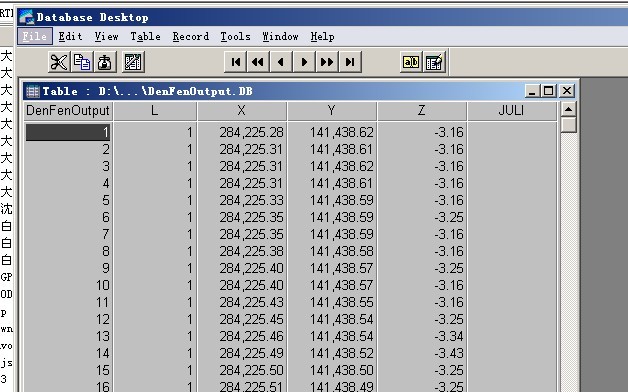 RTI
Database Desktop
File Edit View Table Record Tools Window Help
ab
Table : D:\...\DenFenOutput.DB
DenFenOutput L X Y Z JULI
1 1 284,225.28 141,438.62 -3.16
2 1 284,225.31 141,438.61 -3.16
3 1 284,225.31 141,438.62 -3.16
4 1 284,225.31 141,438.61 -3.16
5 1 284,225.33 141,438.59 -3.16
6 1 284,225.35 141,438.59 -3.25
7 1 284,225.35 141,438.59 -3.16
8 1 284,225.38 141,438.58 -3.16
9 1 284,225.40 141,438.57 -3.25
10 1 284,225.40 141,438.57 -3.16
11 1 284,225.43 141,438.55 -3.16
12 1 284,225.45 141,438.54 -3.25
13 1 284,225.46 141,438.54 -3.34
14 1 284,225.49 141,438.52 -3.43
15 1 284,225.50 141,438.50 -3.25
16 1 284,225.51 141,438.49 -3.25
大
大
大
大
大
大
大
大
大
沈
白
白
白
GP
OD
p
wn
vo
js
3